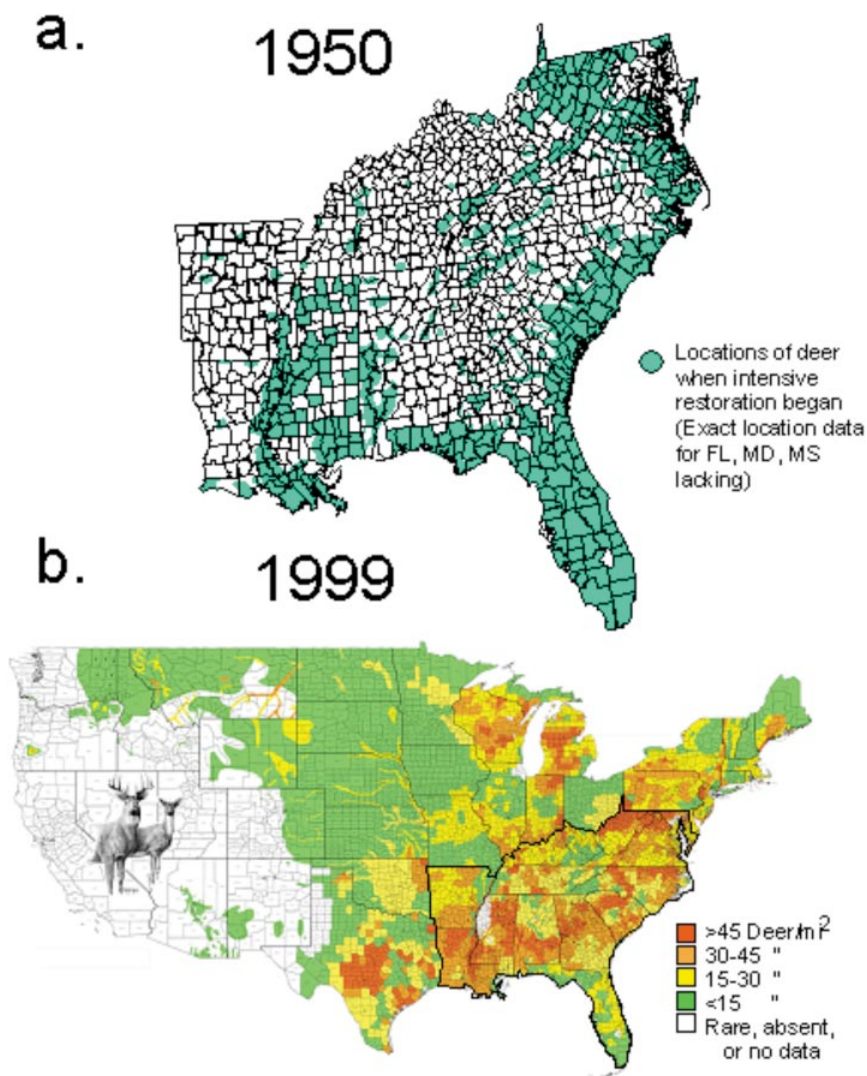 a.
1950
Locations of deer
when intensive
restoration began
(Exact location data
for FL, MD, MS
lacking)
b.
1999
>45 Deer/mi²
30-45 "
15-30 "
<15 "
Rare, absent,
or no data